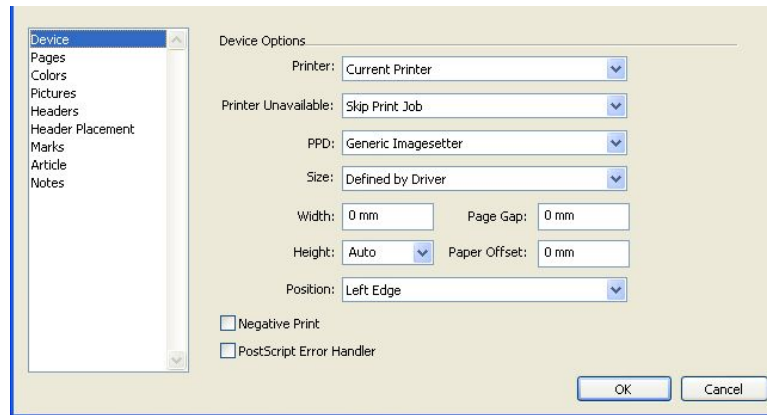 Device
Pages
Colors
Pictures
Headers
Header Placement
Marks
Article
Notes
Device Options
Printer: Current Printer
Printer Unavailable: Skip Print Job
PPD: Generic Imagesetter
Size: Defined by Driver
Width: 0 mm Page Gap: 0 mm
Height: Auto Paper Offset: 0 mm
Position: Left Edge
Negative Print
PostScript Error Handler
OK Cancel